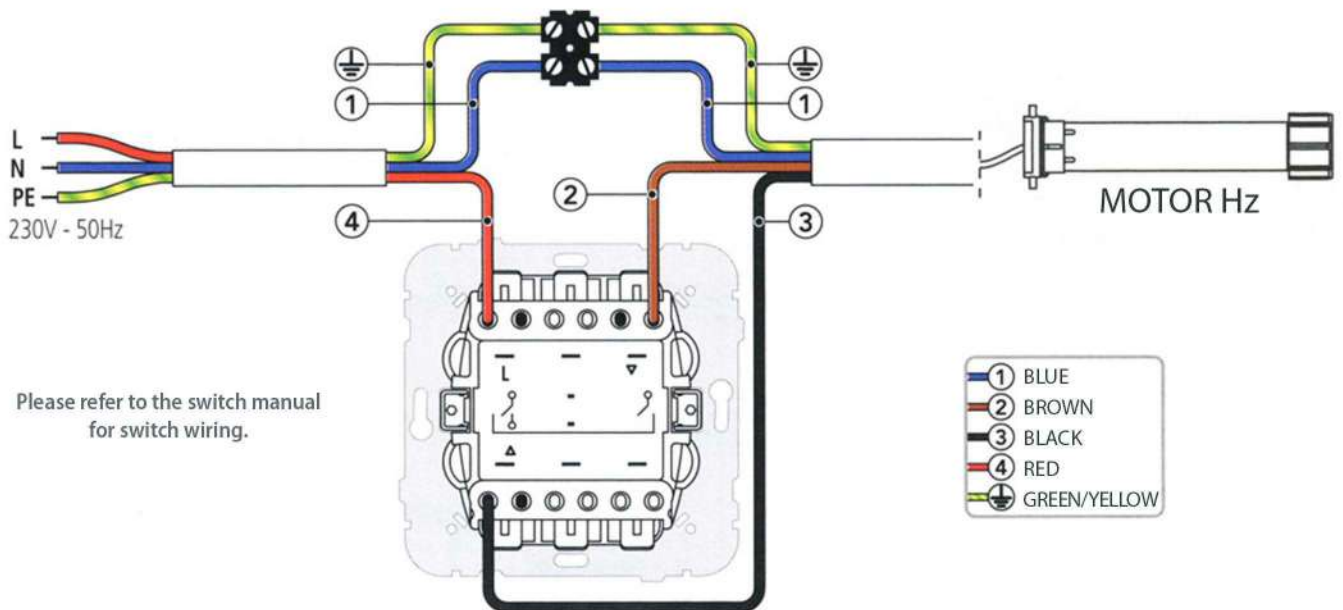 1
1
L
N
PE
230V - 50Hz
2
4
3
MOTOR Hz
L
Please refer to the switch manual
for switch wiring.
1 BLUE
2 BROWN
3 BLACK
4 RED
GREEN/YELLOW